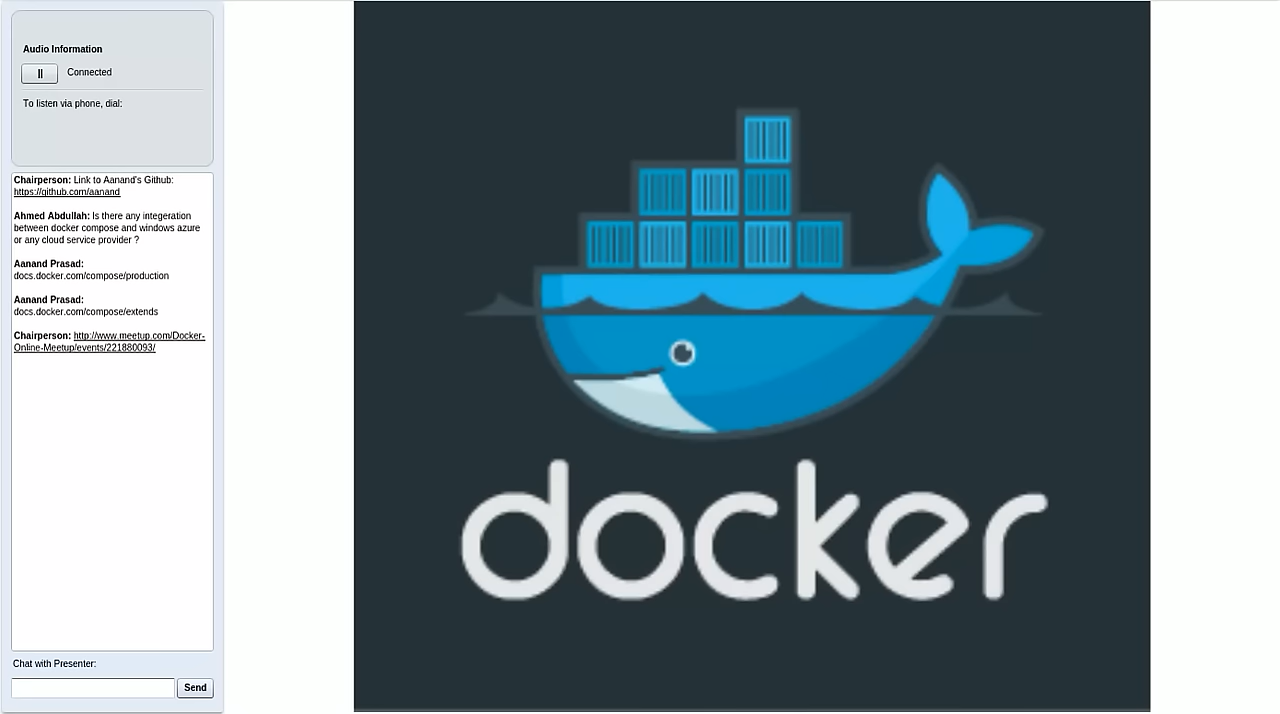 Audio Information
Connected
To listen via phone, dial:
Chairperson: Link to Aanand's Github:
https://github.com/aanand
Ahmed Abdullah: Is there any integeration
between docker compose and windows azure
or any cloud service provider ?
Aanand Prasad:
docs.docker.com/compose/production
Aanand Prasad:
docs.docker.com/compose/extends
Chairperson: http://www.meetup.com/Docker-
Online-Meetup/events/221880093/
Chat with Presenter:
Send
docker